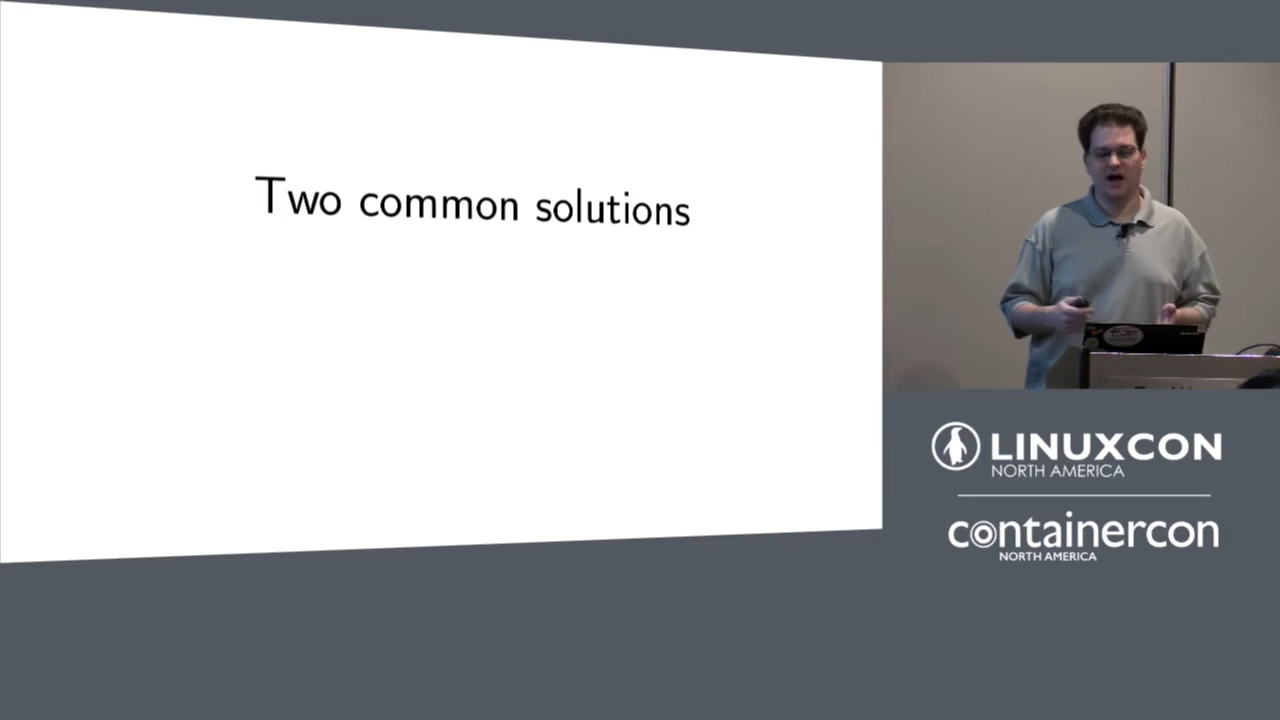 Two common solutions
LINUXCON
NORTH AMERICA
containercon
NORTH AMERICA